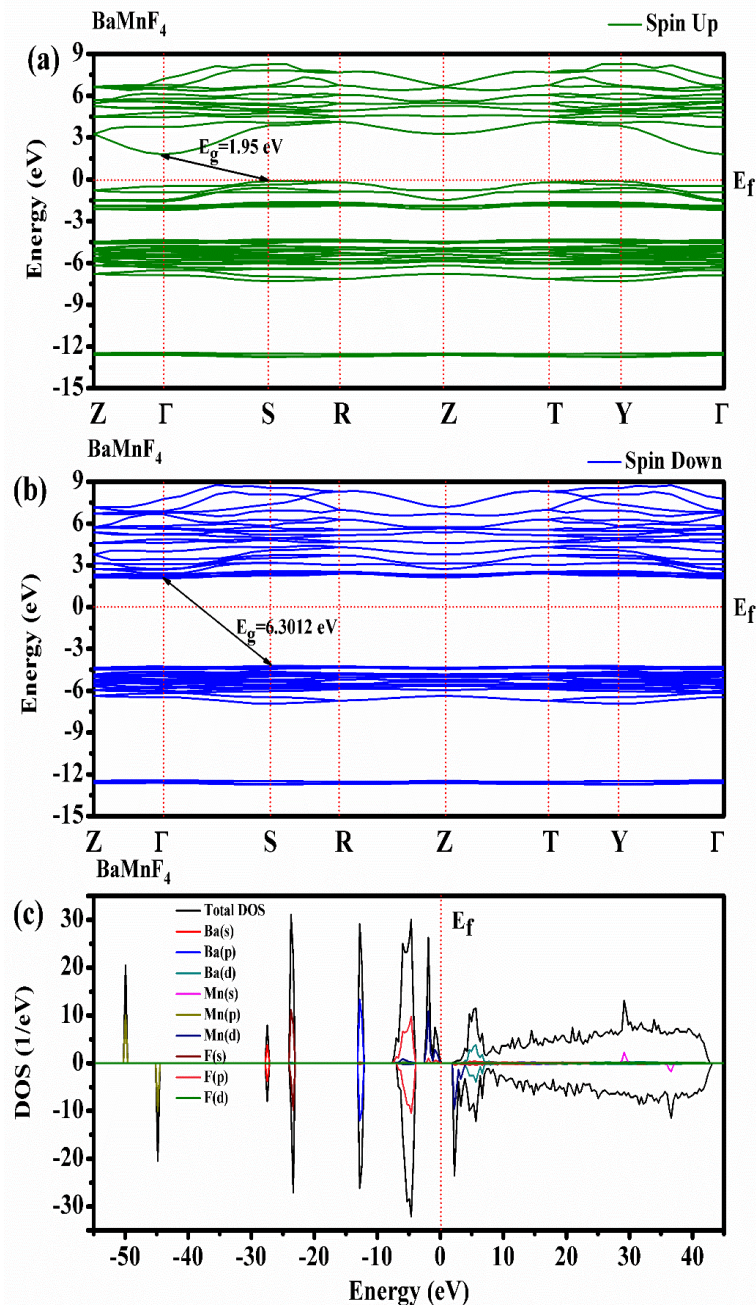 BaMnF4
(a)
Spin Up
9
6
3
0
-3
-6
-9
-12
-15
Energy (eV)
Eg=1.95 eV
Ef
Z Γ S R Z T Y Γ
BaMnF4
(b)
Spin Down
9
6
3
0
-3
-6
-9
-12
-15
Energy (eV)
Eg=6.3012 eV
Ef
Z Γ S R Z T Y Γ
BaMnF4
(c)
Total DOS
Ba(s)
Ba(p)
Ba(d)
Mn(s)
Mn(p)
Mn(d)
F(s)
F(p)
F(d)
Ef
30
20
10
0
-10
-20
-30
DOS (1/eV)
-50 -40 -30 -20 -10 0 10 20 30 40
Energy (eV)